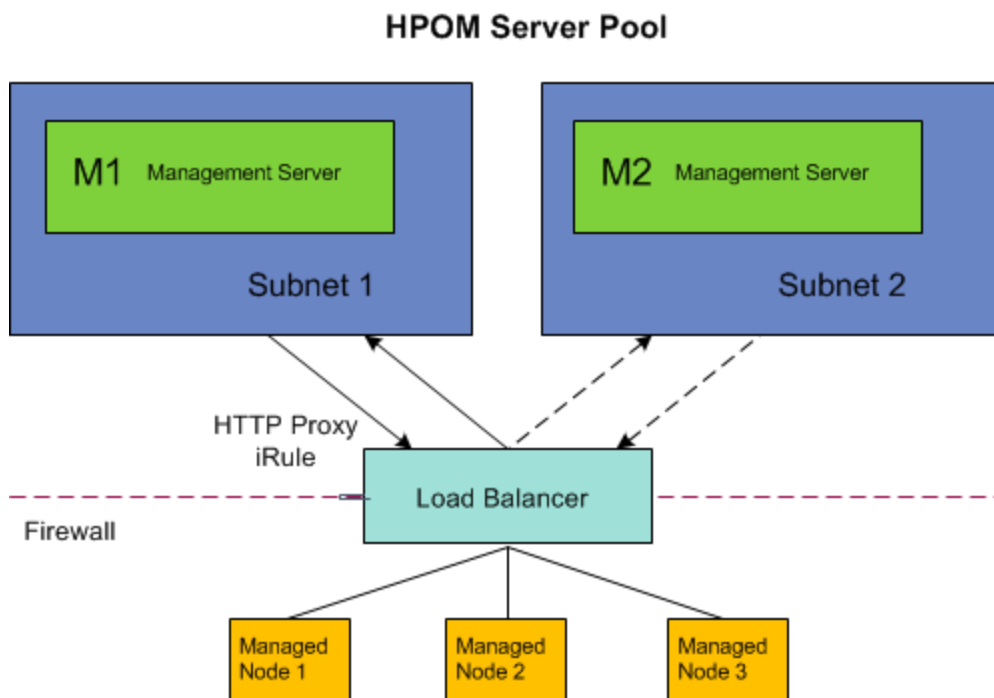 HPOM Server Pool
M1 Management Server
M2 Management Server
Subnet 1
Subnet 2
HTTP Proxy
iRule
Load Balancer
Firewall
Managed
Node 1
Managed
Node 2
Managed
Node 3